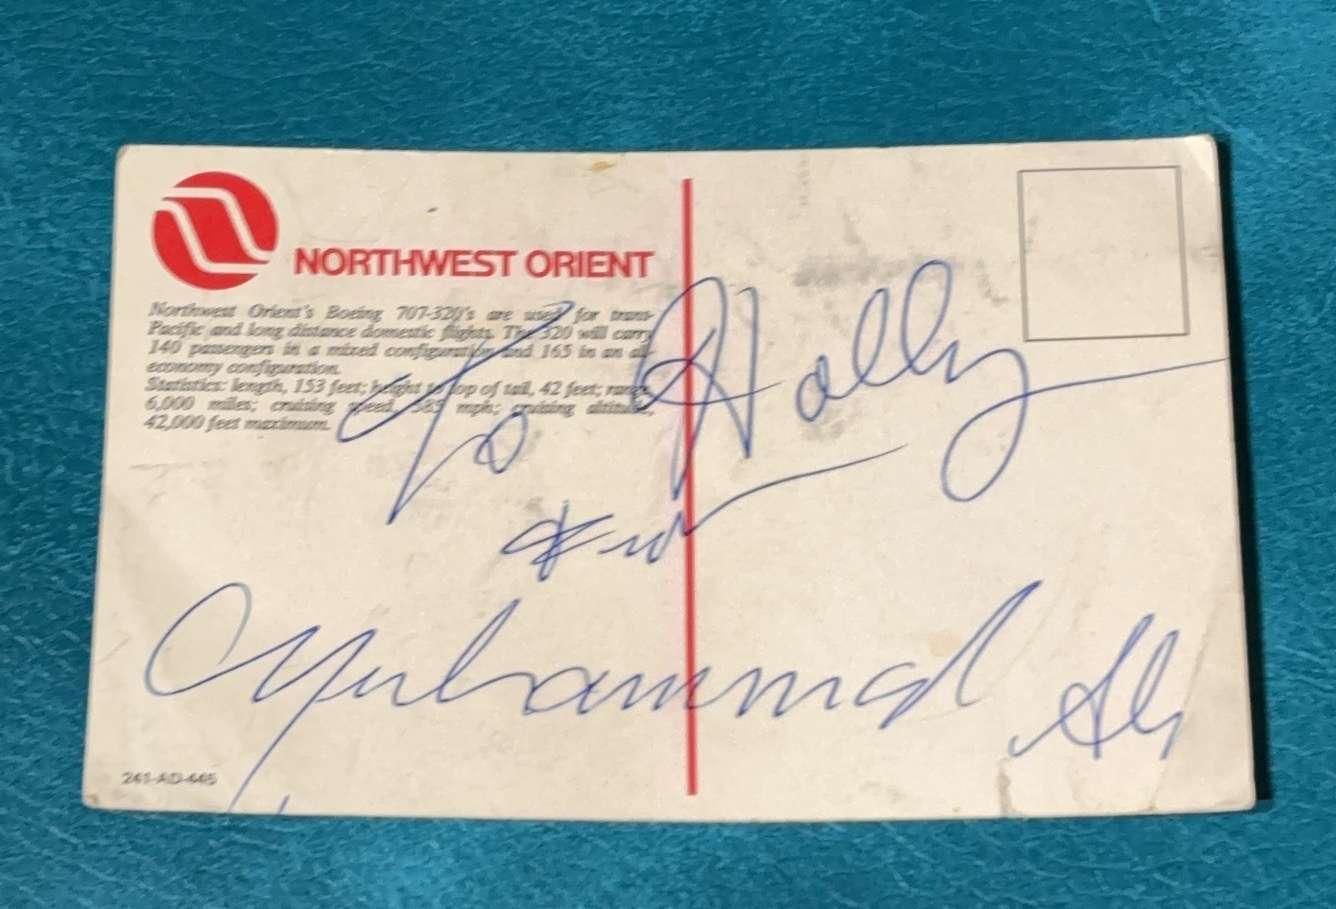 NORTHWEST ORIENT
Northwest Orient's Boeing 707-320's are used for trans-
Pacific and long distance domestic flights. The 320 will carry
140 passengers in a mixed configuration and 165 in an all-
economy configuration.
Statistics: length, 153 feet; height to top of tail, 42 feet; range,
6,000 miles; cruising speed, 585 mph; cruising altitude,
42,000 feet maximum.
To Holly
from
Muhammad Ali
241-AD-445